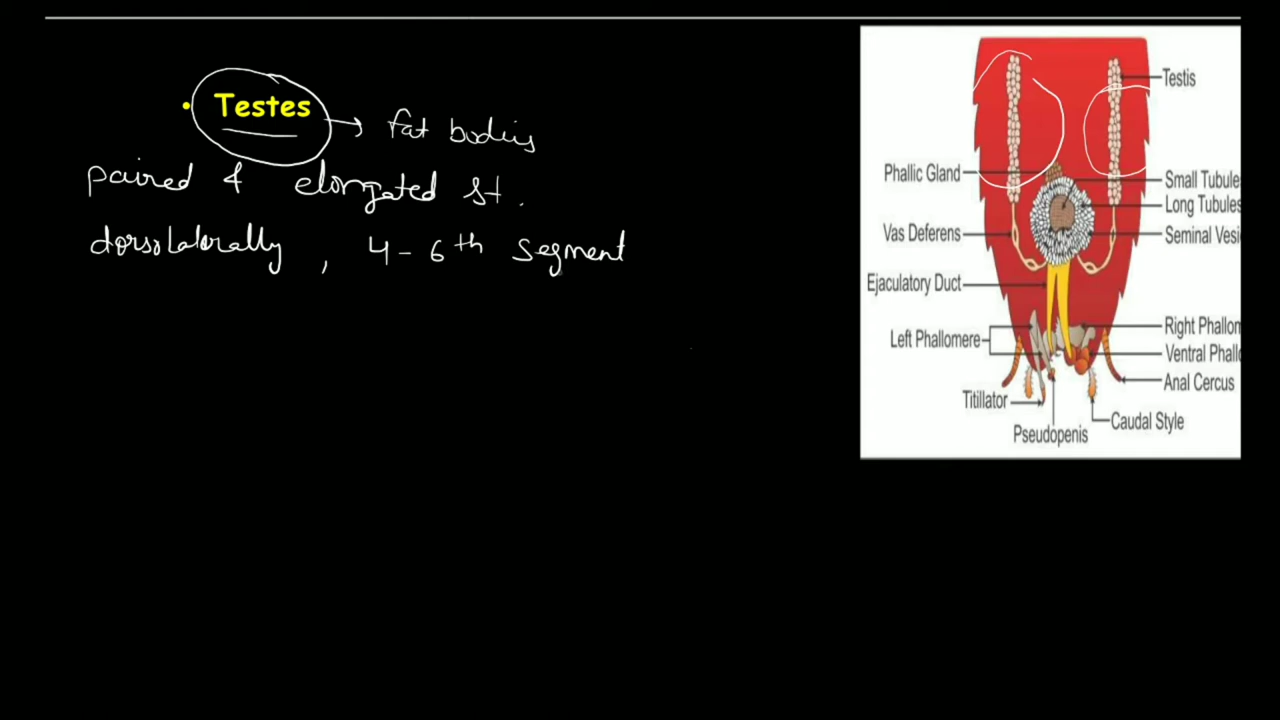 • Testes → fat bodies
paired & elongated st.
dorsolaterally, 4-6th segment
Testis
Phallic Gland
Small Tubule
Long Tubules
Seminal Vesi
Vas Deferens
Ejaculatory Duct
Right Phallom
Left Phallomere
Ventral Phallo
Anal Cercus
Titillator
Caudal Style
Pseudopenis